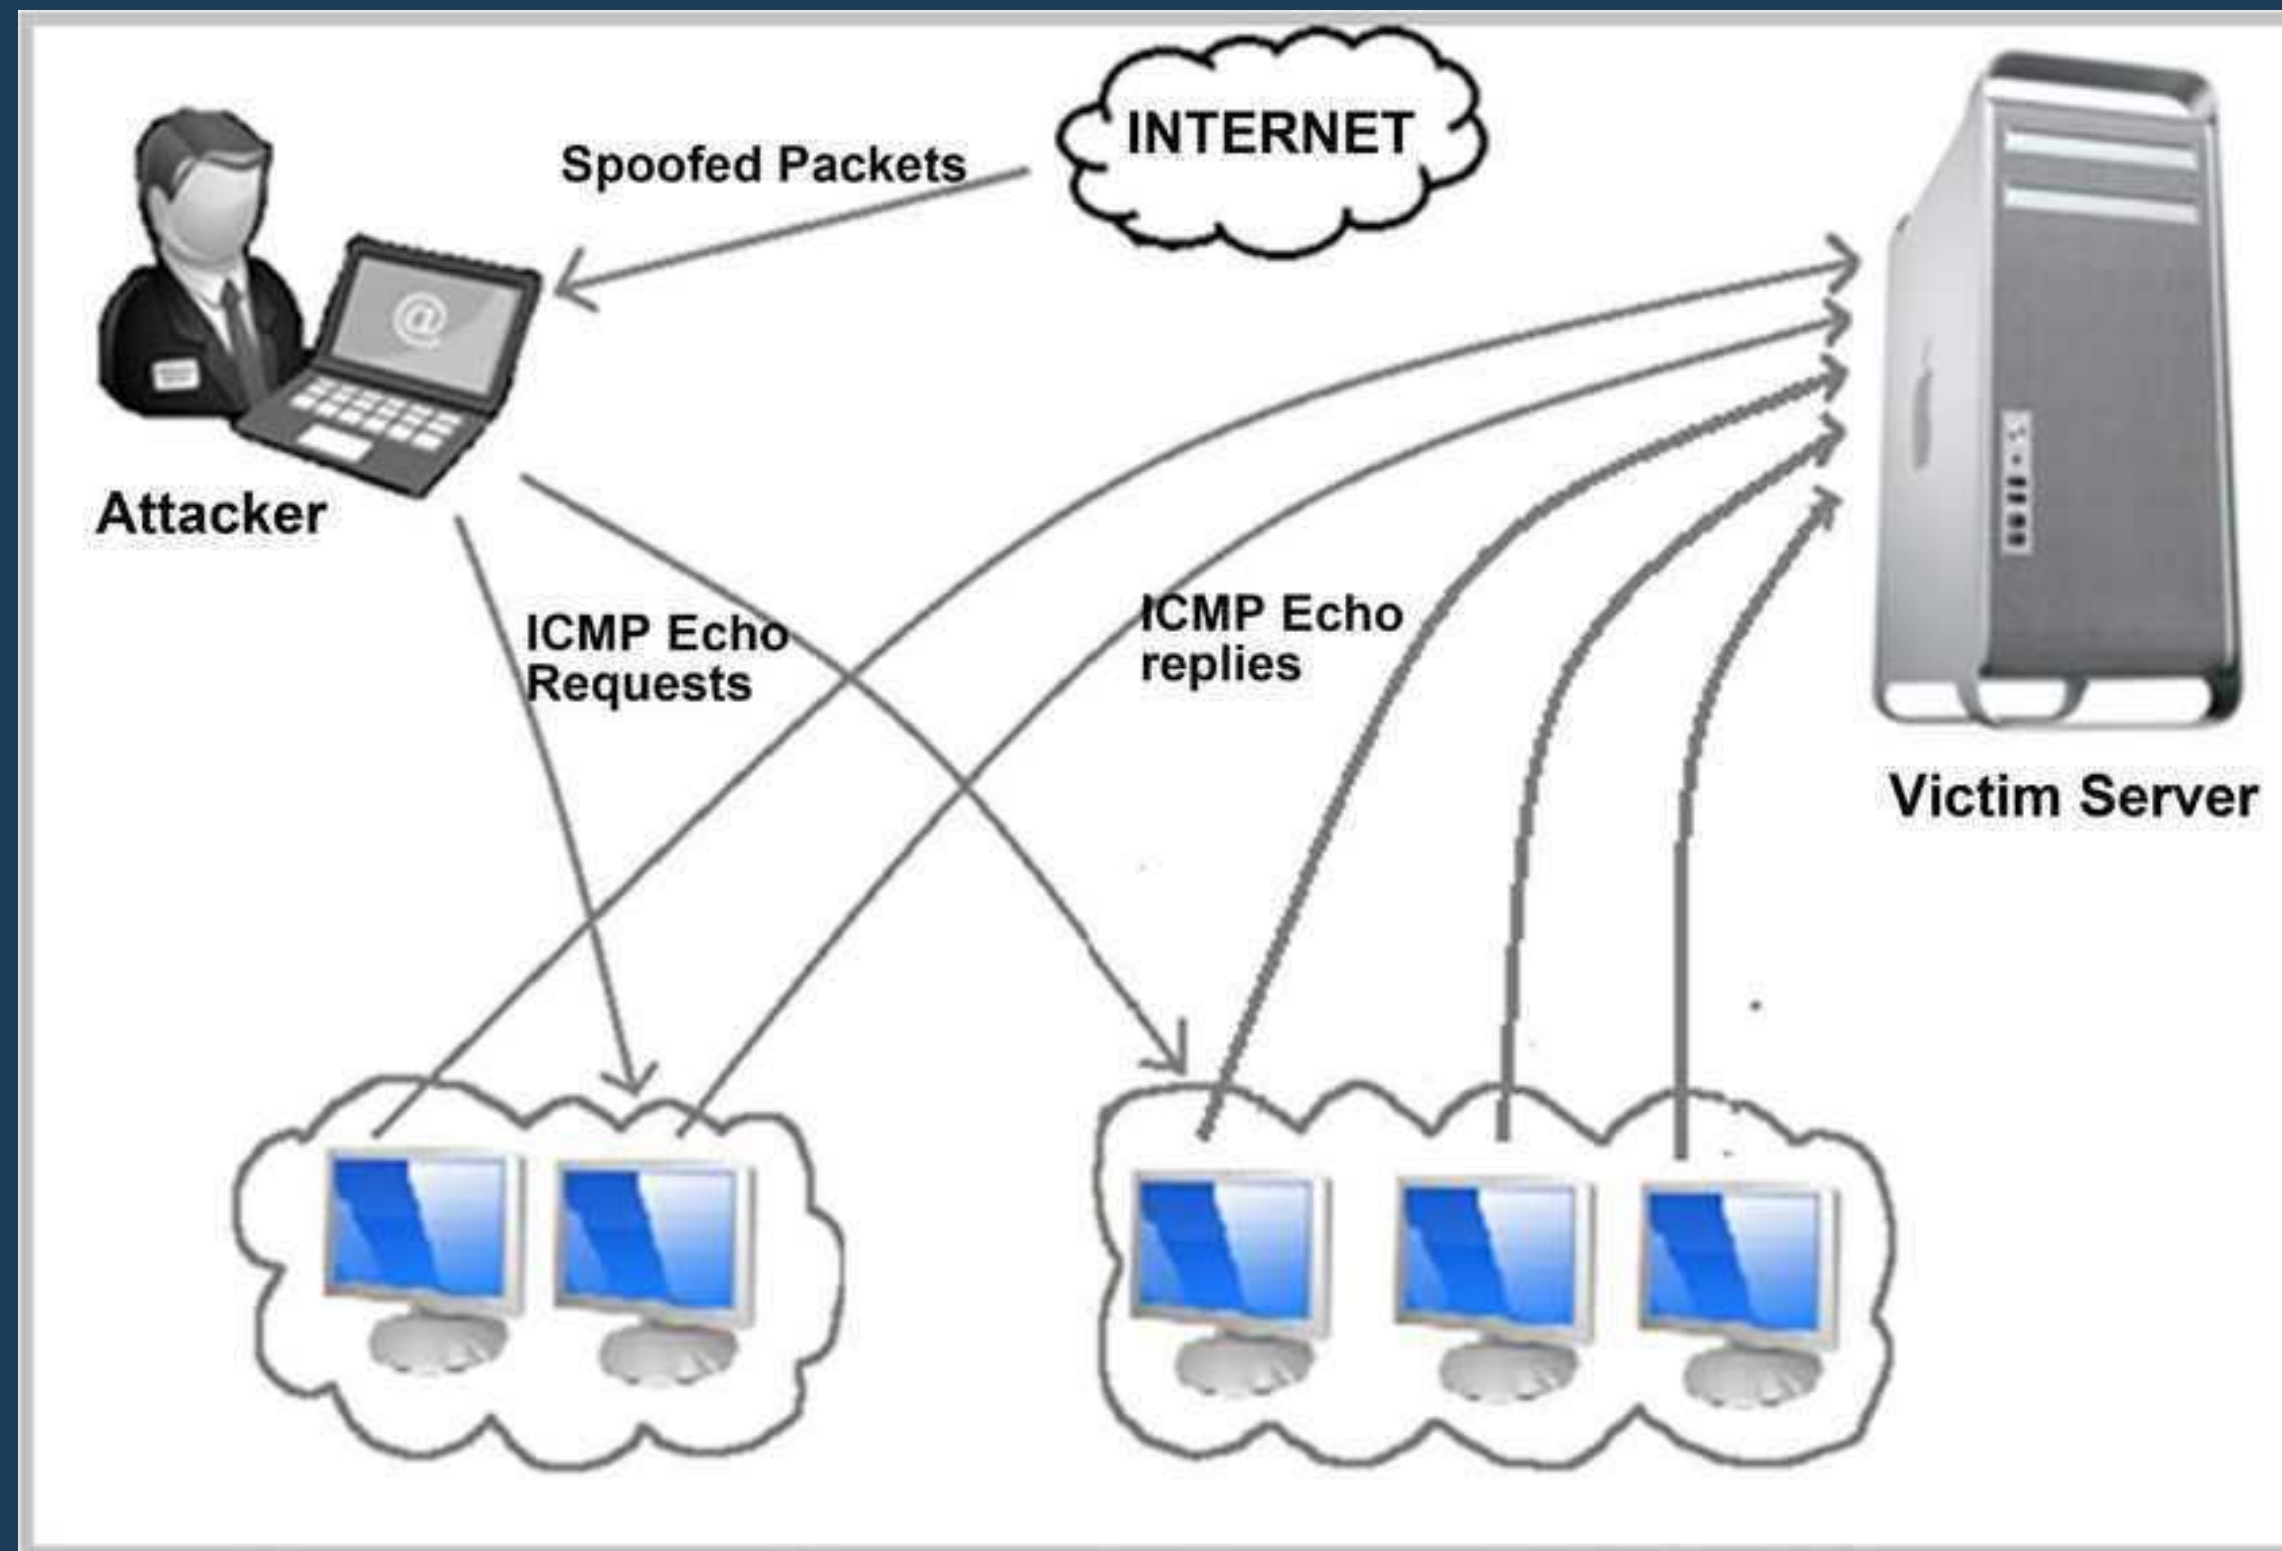 INTERNET
Spoofed Packets
@
Attacker
ICMP Echo
Requests
ICMP Echo
replies
Victim Server